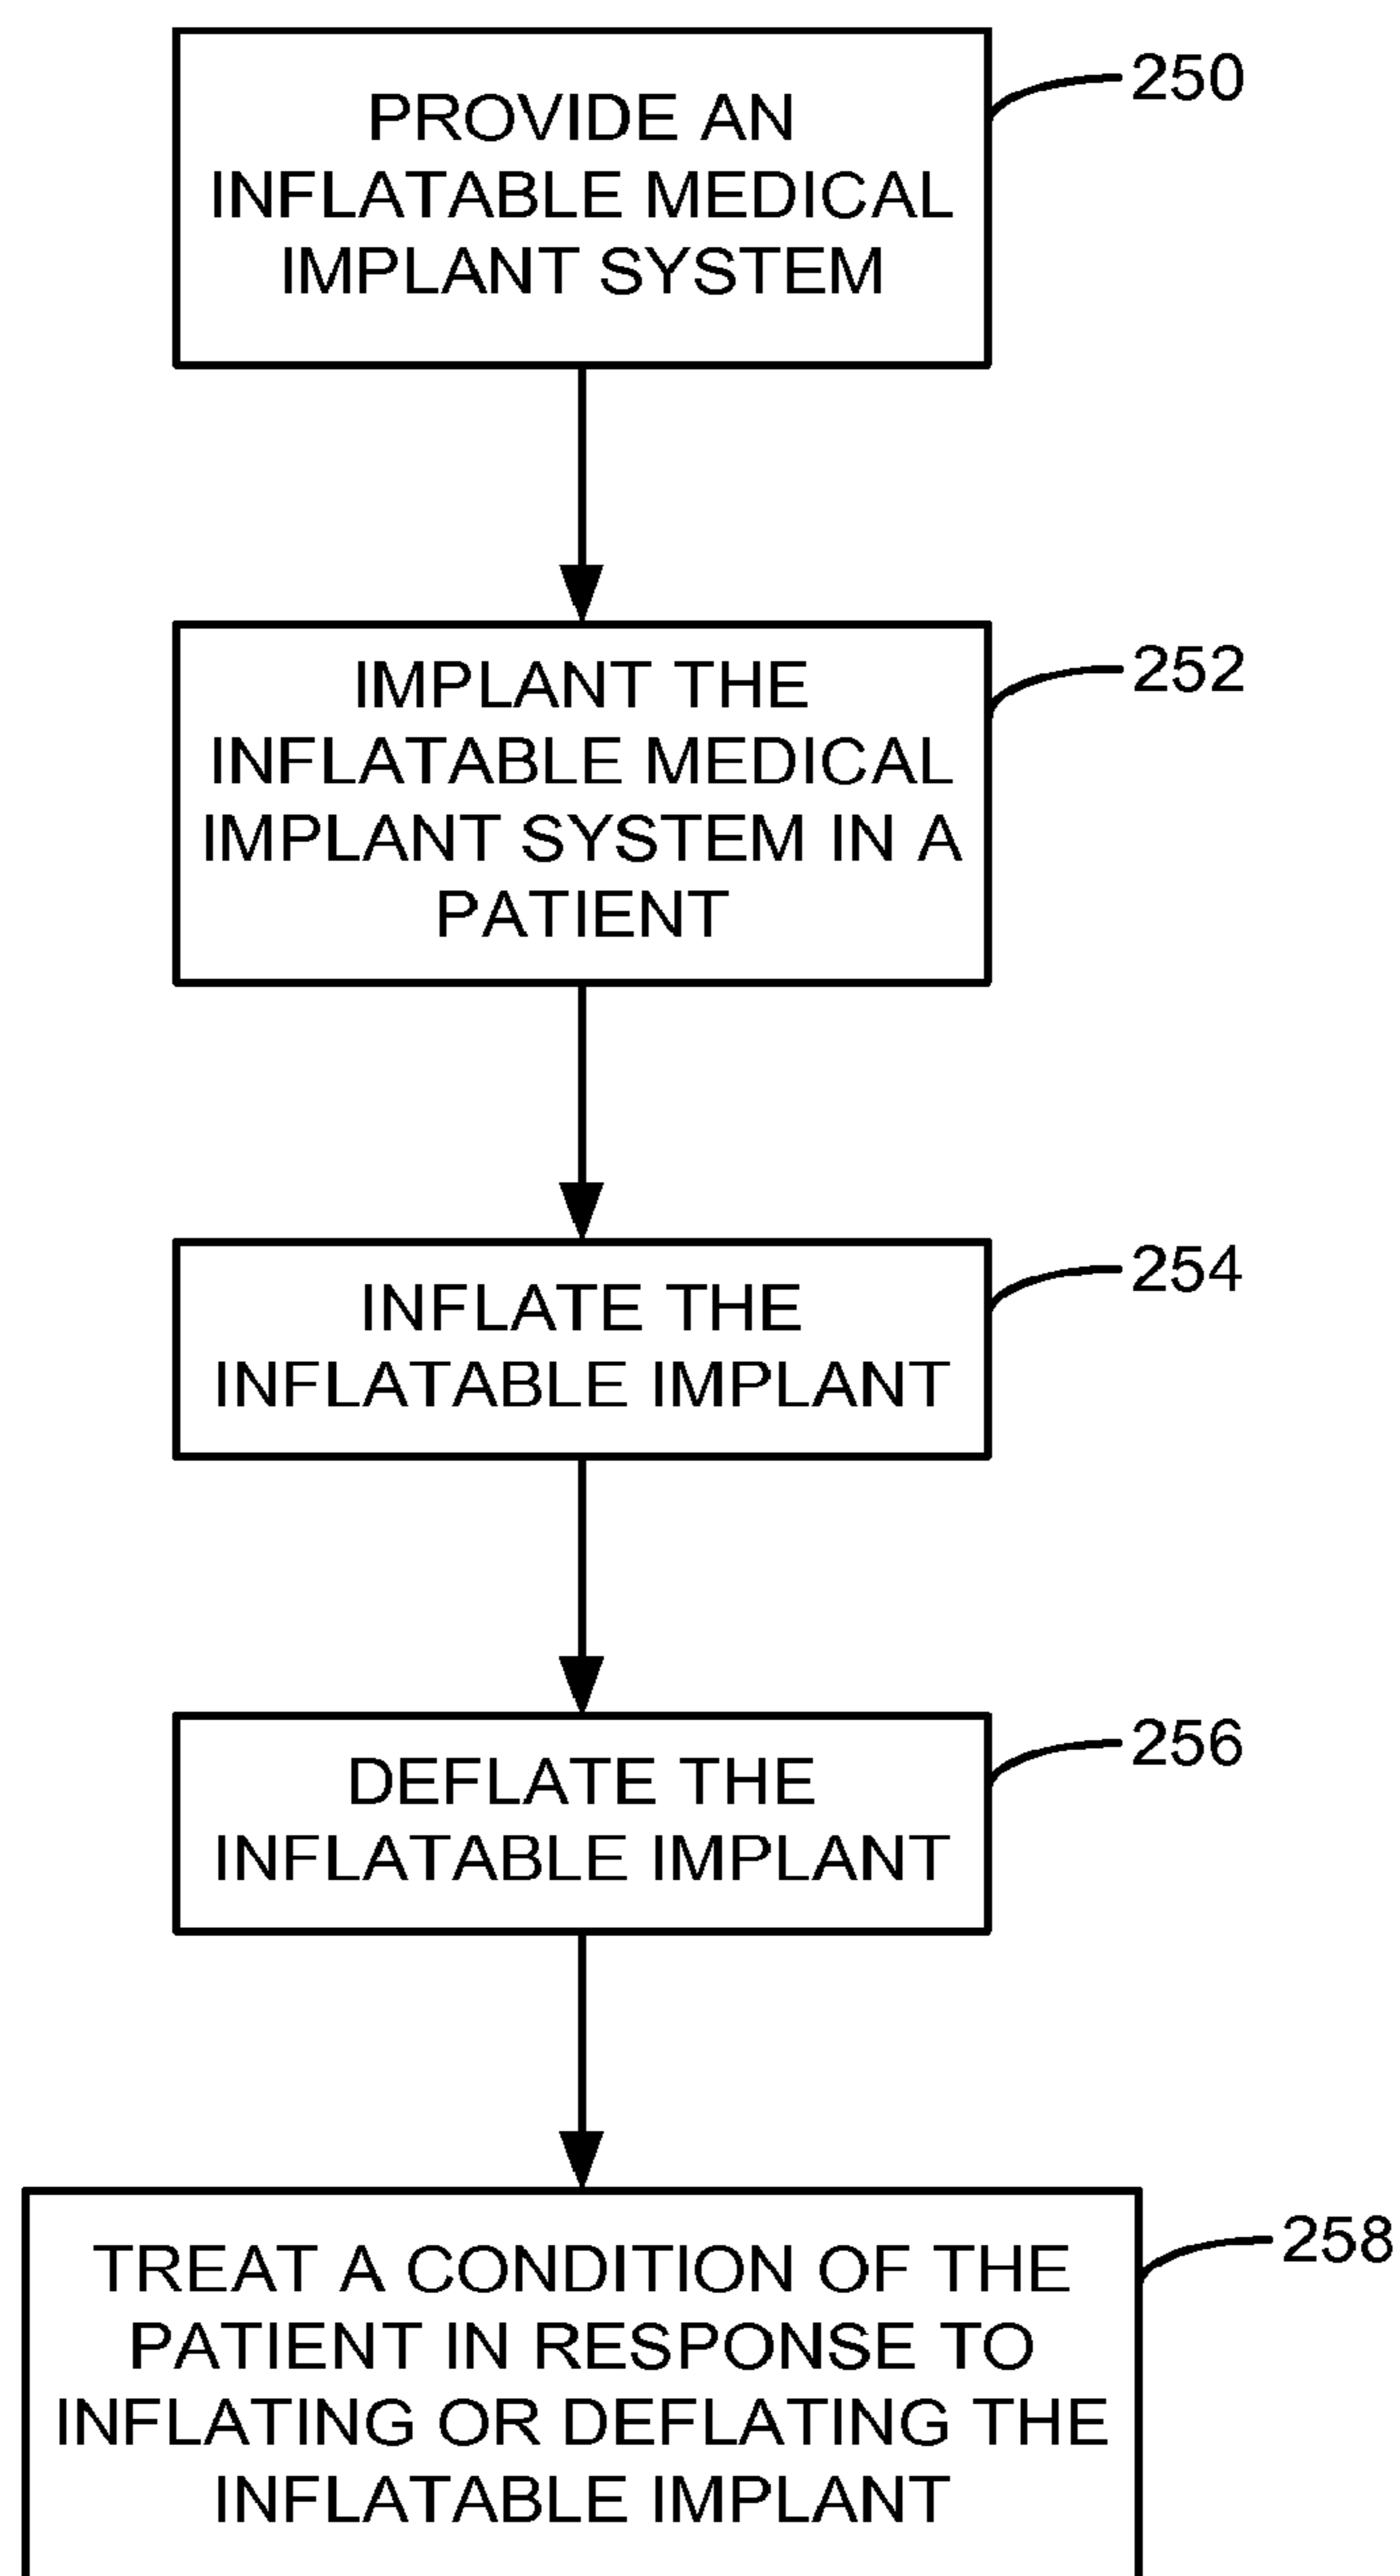 PROVIDE AN
INFLATABLE MEDICAL
IMPLANT SYSTEM
250
IMPLANT THE
INFLATABLE MEDICAL
IMPLANT SYSTEM IN A
PATIENT
252
INFLATE THE
INFLATABLE IMPLANT
254
DEFLATE THE
INFLATABLE IMPLANT
256
TREAT A CONDITION OF THE
PATIENT IN RESPONSE TO
INFLATING OR DEFLATING THE
INFLATABLE IMPLANT
258